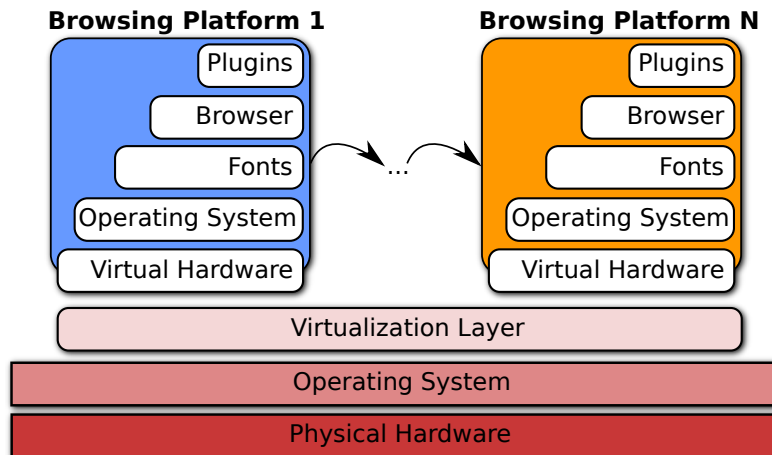 Browsing Platform 1
Plugins
Browser
Fonts
Operating System
Virtual Hardware
...
Browsing Platform N
Plugins
Browser
Fonts
Operating System
Virtual Hardware
Virtualization Layer
Operating System
Physical Hardware